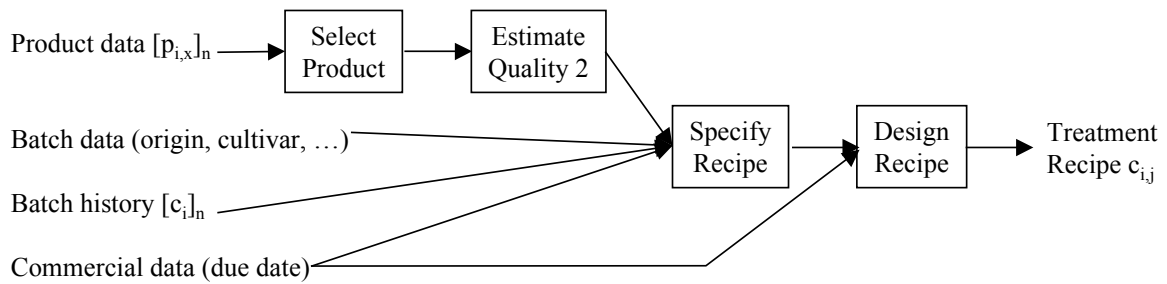 Product data [p_{i,x}]_n
Select
Product
Estimate
Quality 2
Batch data (origin, cultivar, …)
Specify
Recipe
Design
Recipe
Treatment
Recipe c_{i,j}
Batch history [c_i]_n
Commercial data (due date)